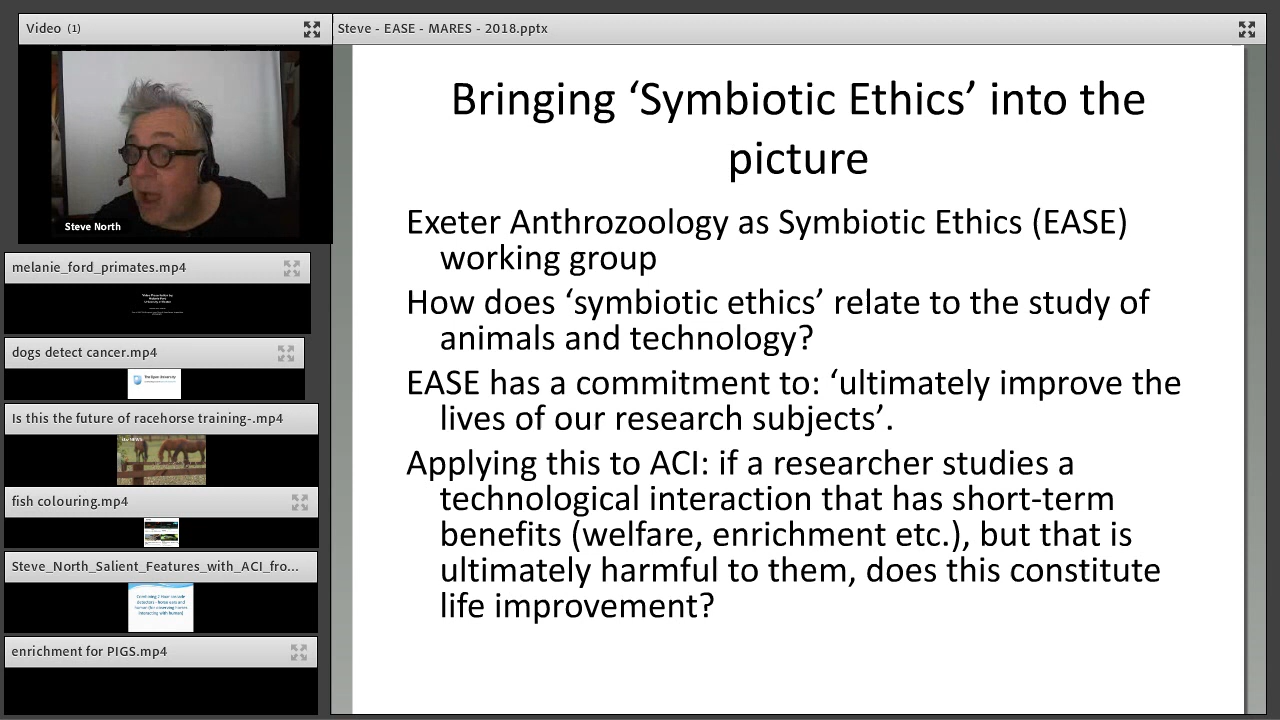 Video (1)
Steve North
melanie_ford_primates.mp4
dogs detect cancer.mp4
The Open University
Is this the future of racehorse training-.mp4
fish colouring.mp4
Steve_North_Salient_Features_with_ACI_fro...
enrichment for PIGS.mp4
Steve - EASE - MARES - 2018.pptx
Bringing ‘Symbiotic Ethics’ into the
picture
Exeter Anthrozoology as Symbiotic Ethics (EASE)
working group
How does ‘symbiotic ethics’ relate to the study of
animals and technology?
EASE has a commitment to: ‘ultimately improve the
lives of our research subjects’.
Applying this to ACI: if a researcher studies a
technological interaction that has short-term
benefits (welfare, enrichment etc.), but that is
ultimately harmful to them, does this constitute
life improvement?